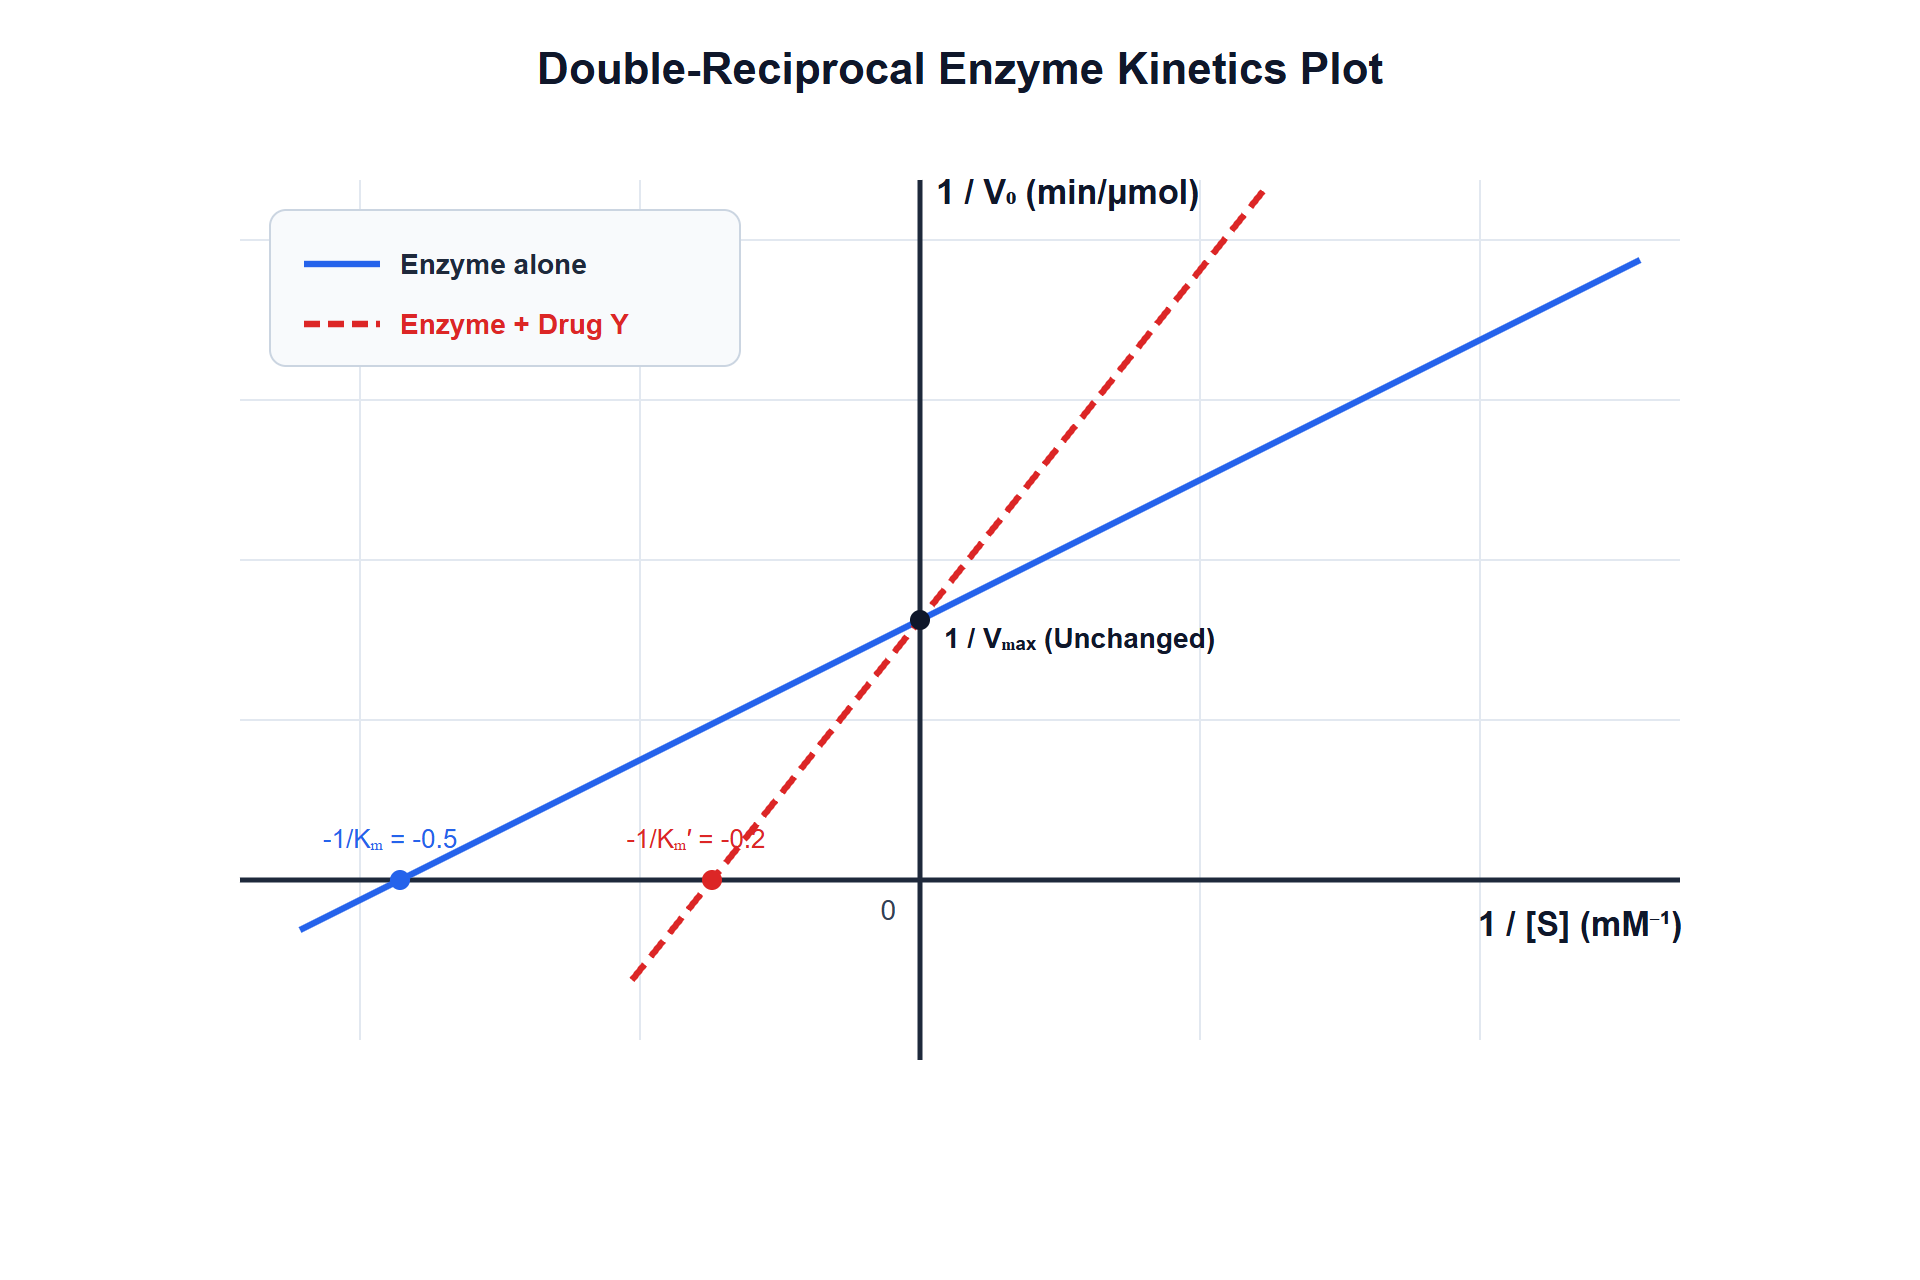 Double-Reciprocal Enzyme Kinetics Plot
1 / V₀ (min/μmol)
Enzyme alone
Enzyme + Drug Y
1 / Vₘₐₓ (Unchanged)
-1/Kₘ = -0.5
-1/Kₘ′ = -0.2
0
1 / [S] (mM⁻¹)